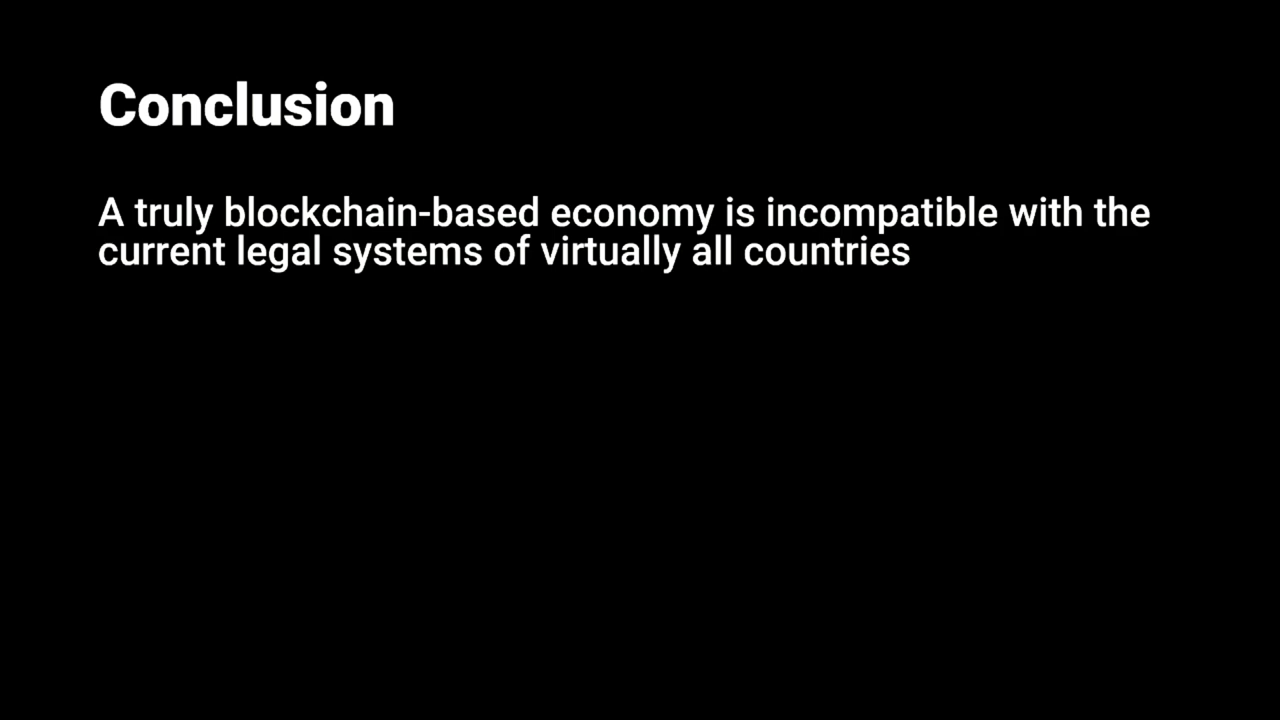 Conclusion
A truly blockchain-based economy is incompatible with the
current legal systems of virtually all countries